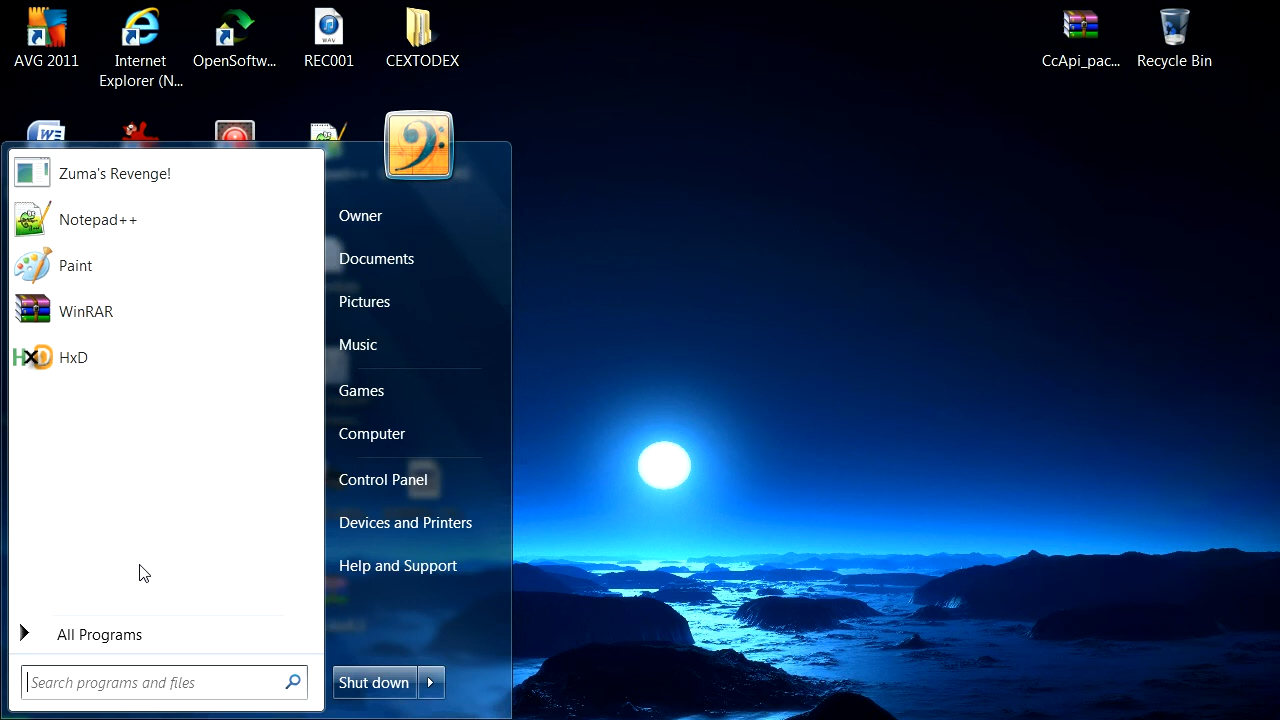 AVG 2011
Internet
Explorer (N...
OpenSoftw...
REC001
CEXTODEX
CcApi_pac...
Recycle Bin
WAV
Zuma's Revenge!
Notepad++
Paint
WinRAR
HxD
HxD
All Programs
Search programs and files
Owner
Documents
Pictures
Music
Games
Computer
Control Panel
Devices and Printers
Help and Support
Shut down